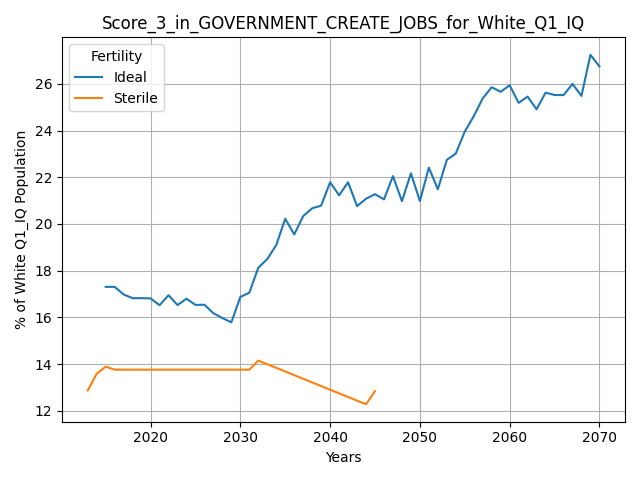 Score_3_in_GOVERNMENT_CREATE_JOBS_for_White_Q1_IQ
Fertility
Ideal
Sterile
% of White Q1_IQ Population
26
24
22
20
18
16
14
12
2020 2030 2040 2050 2060 2070
Years